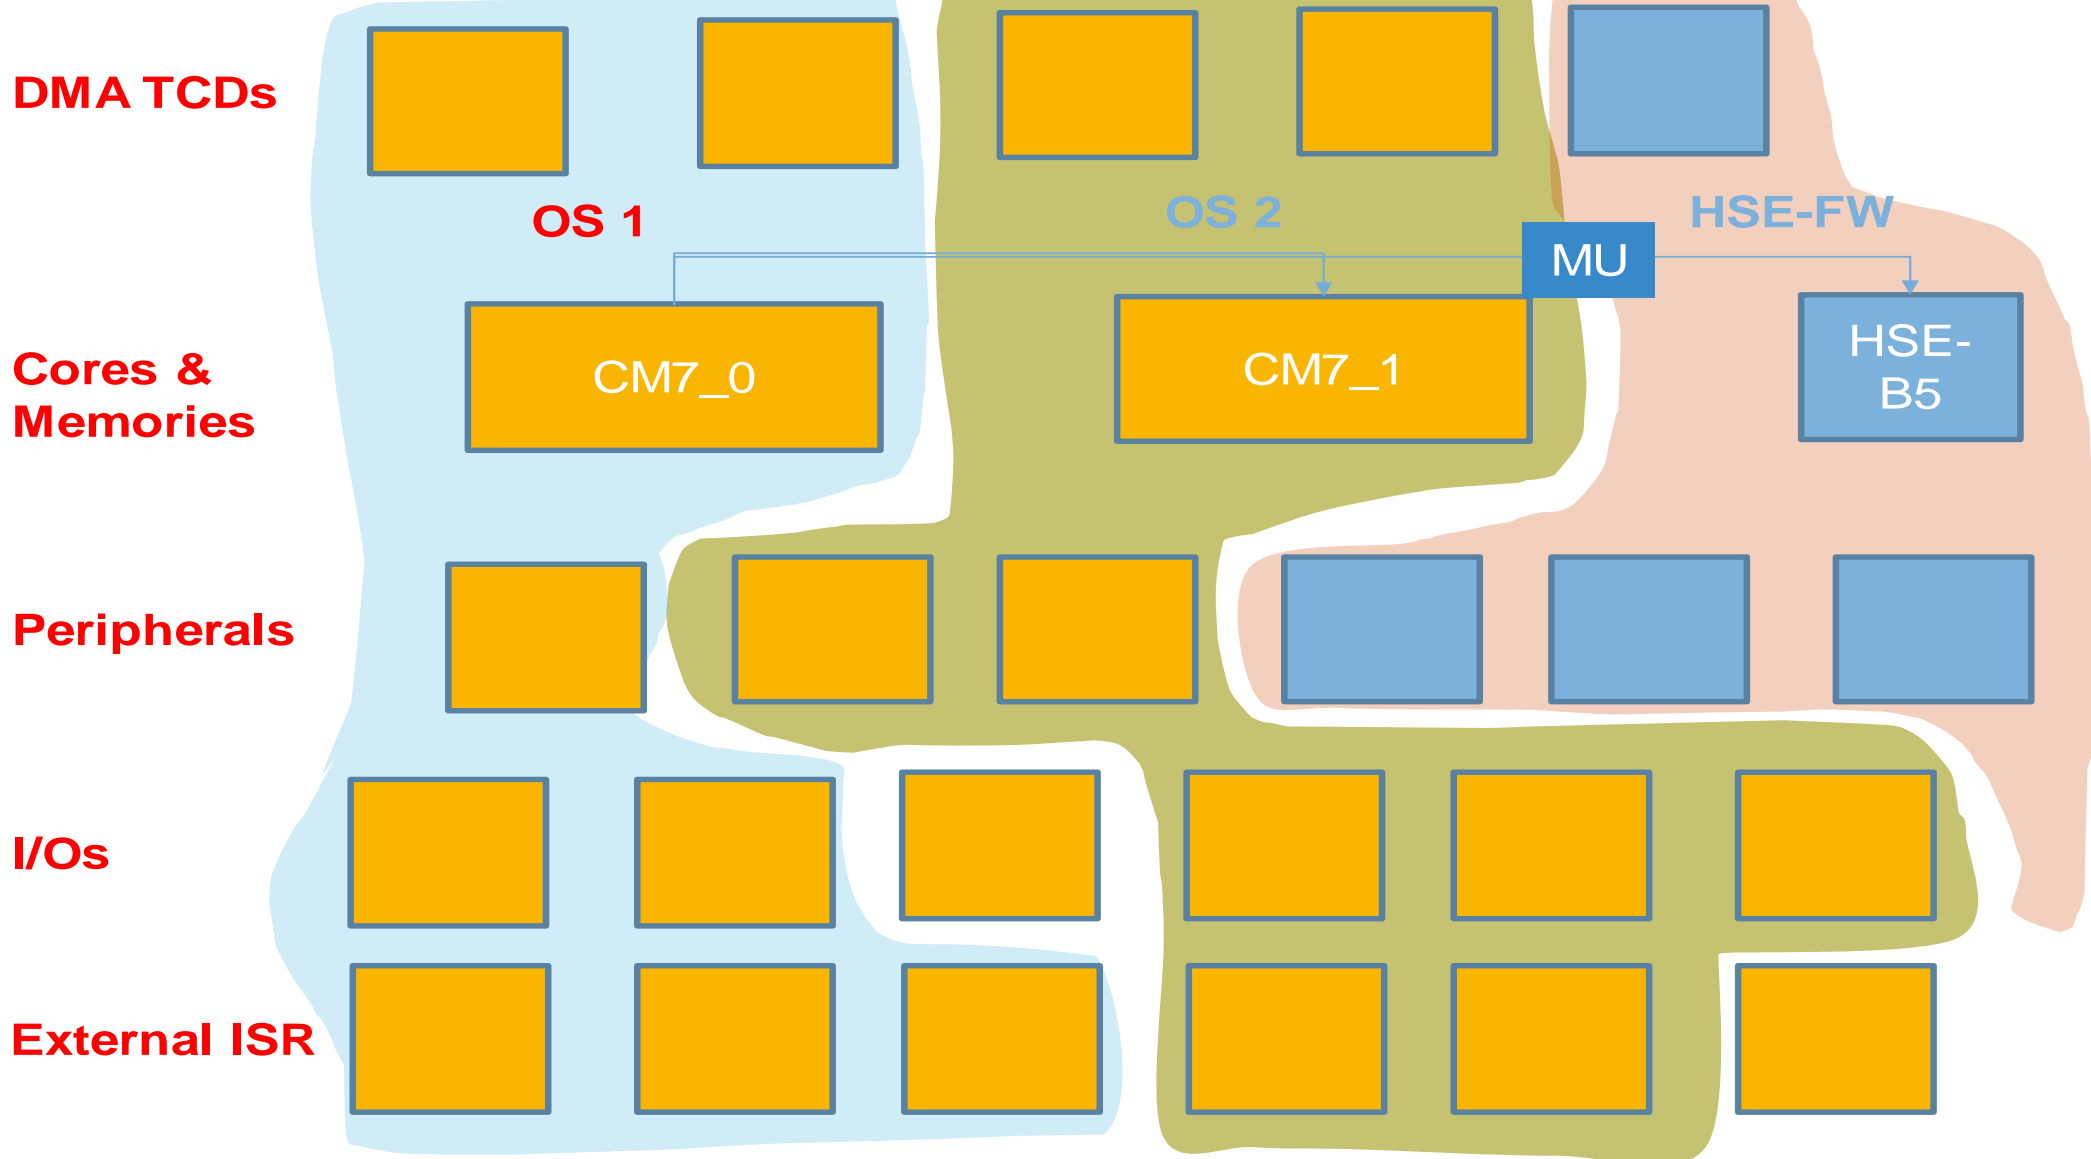 DMA TCDs
OS 1
OS 2
HSE-FW
MU
Cores &
Memories
CM7_0
CM7_1
HSE-
B5
Peripherals
I/Os
External ISR